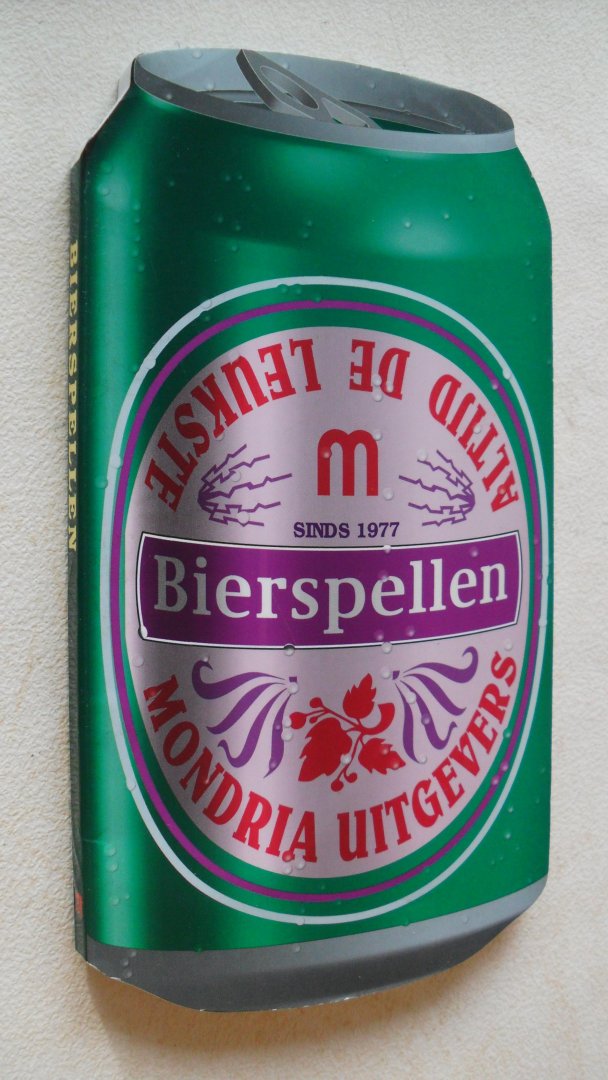 BIERSPELLEN
ALTIJD DE LEUKSTE
m
SINDS 1977
Bierspellen
MONDRIA UITGEVERS